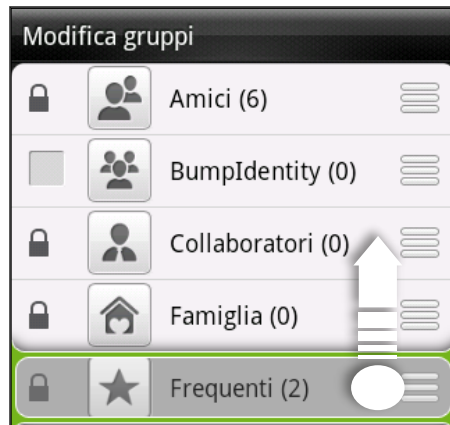 Modifica gruppi
Amici (6)
BumpIdentity (0)
Collaboratori (0)
Famiglia (0)
Frequenti (2)